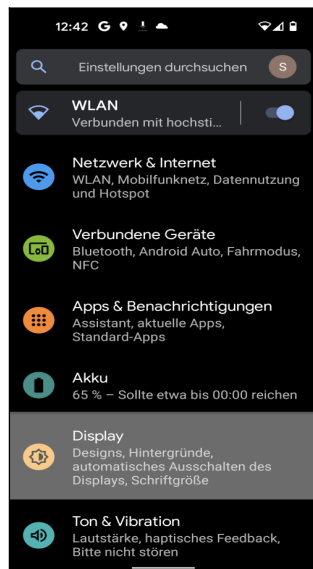 12:42 G
Einstellungen durchsuchen S
WLAN
Verbunden mit hochsti...
Netzwerk & Internet
WLAN, Mobilfunknetz, Datennutzung
und Hotspot
Verbundene Geräte
Bluetooth, Android Auto, Fahrmodus,
NFC
Apps & Benachrichtigungen
Assistant, aktuelle Apps,
Standard-Apps
Akku
65 % – Sollte etwa bis 00:00 reichen
Display
Designs, Hintergründe,
automatisches Ausschalten des
Displays, Schriftgröße
Ton & Vibration
Lautstärke, haptisches Feedback,
Bitte nicht stören